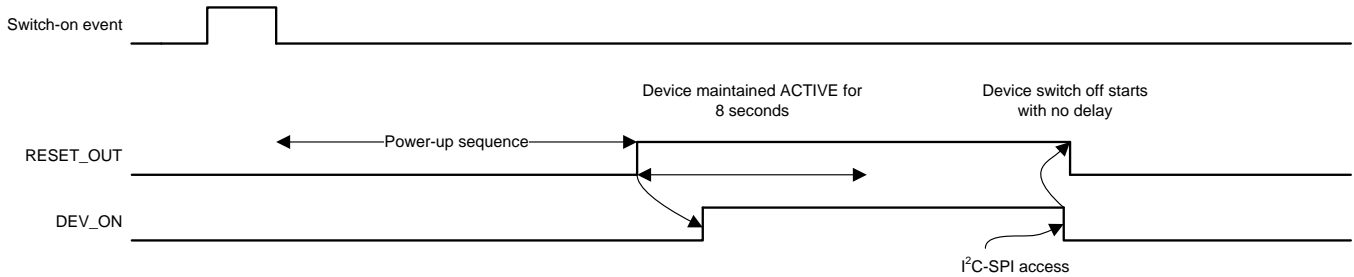 Switch-on event
Device maintained ACTIVE for
8 seconds
Device switch off starts
with no delay
Power-up sequence
RESET_OUT
DEV_ON
I²C-SPI access